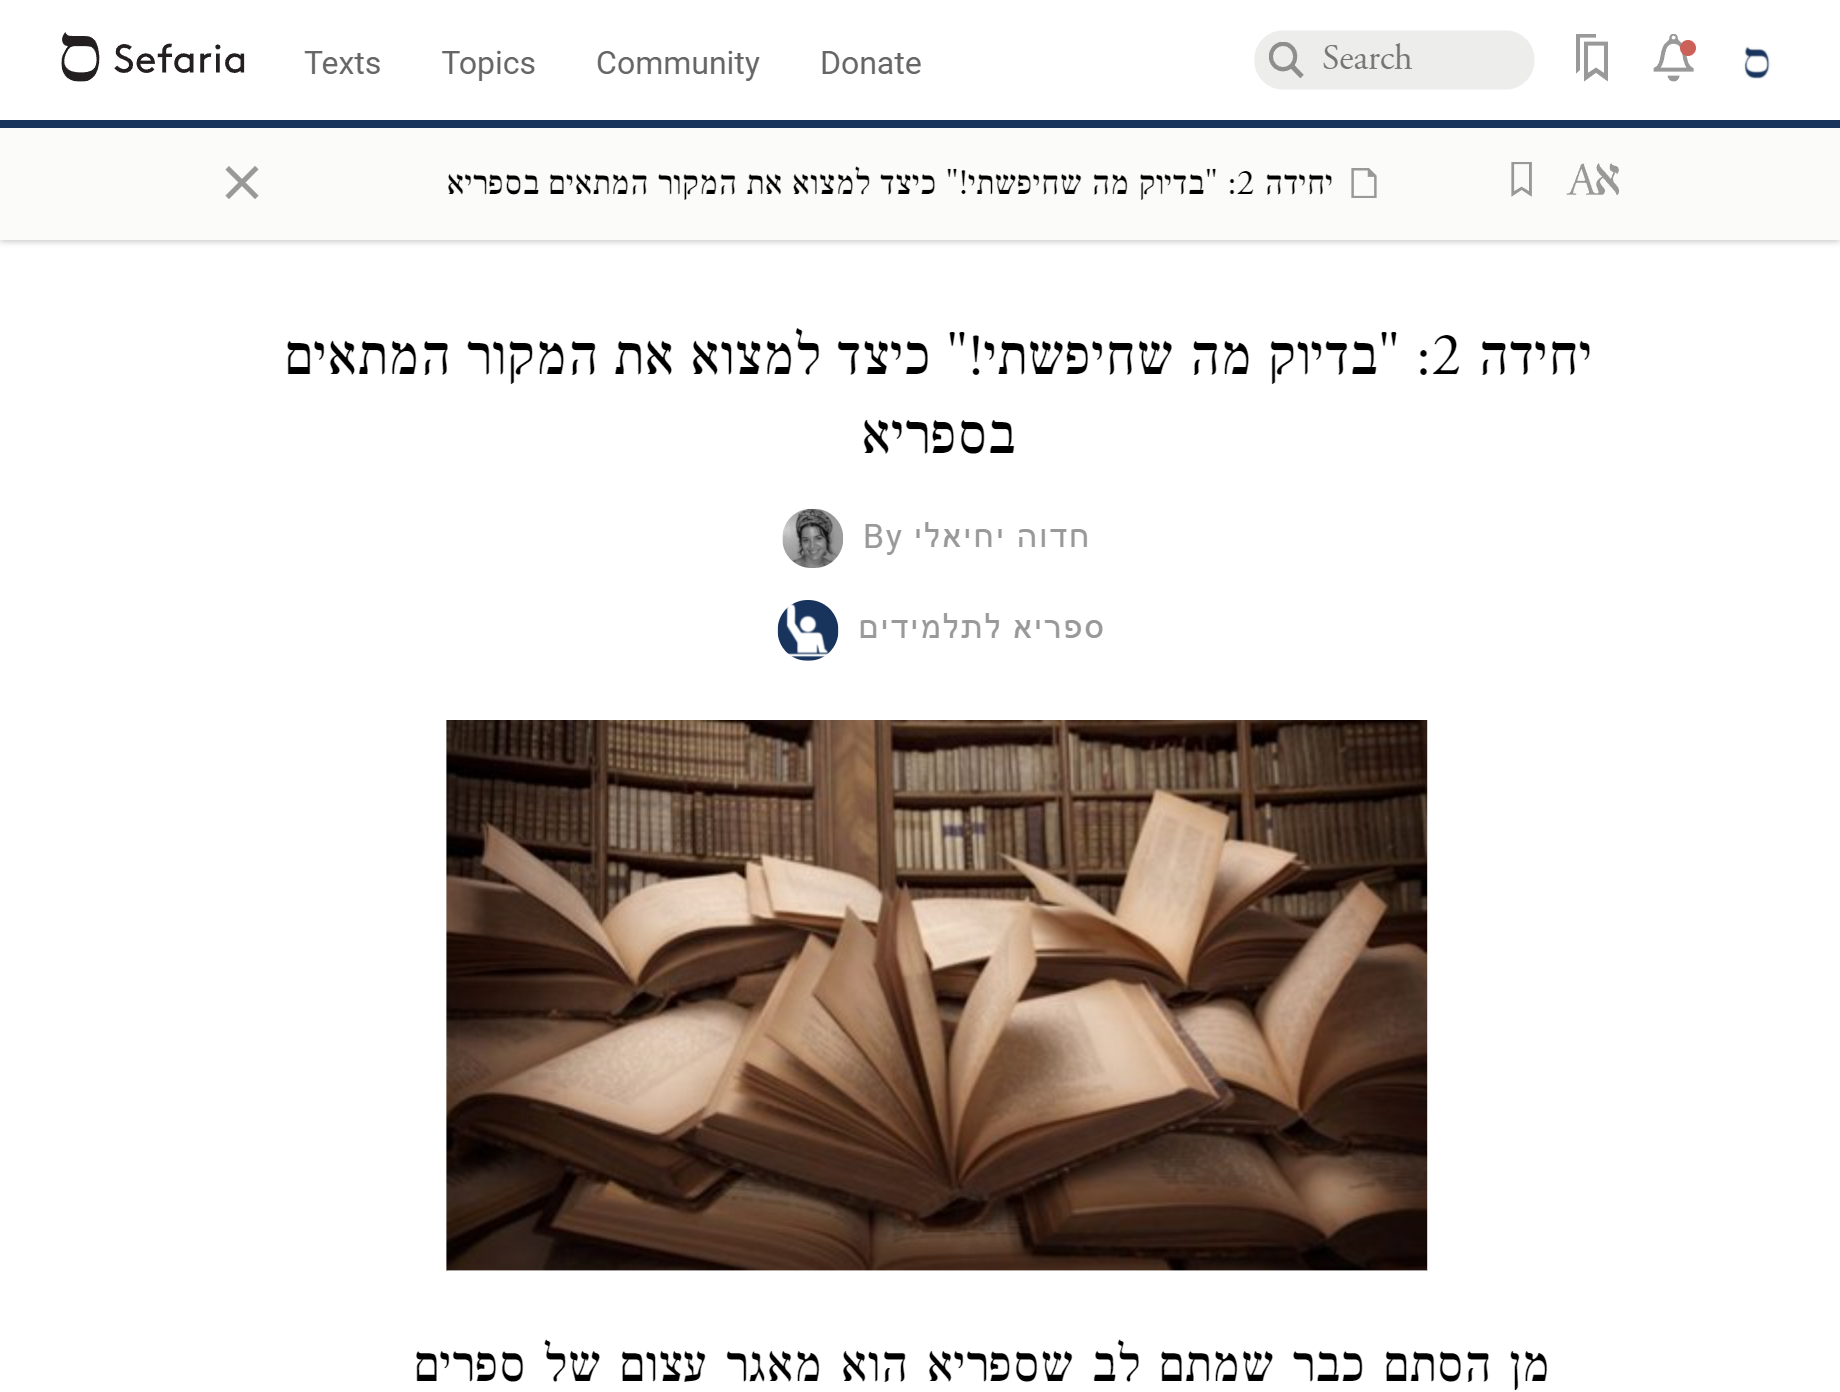 Sefaria
Texts
Topics
Community
Donate
Search
יחידה 2: "בדיוק מה שחיפשתי!" כיצד למצוא את המקור המתאים בספריא
Aא
יחידה 2: "בדיוק מה שחיפשתי!" כיצד למצוא את המקור המתאים
בספריא
By חדוה יחיאלי
ספריא לתלמידים
מן הסתם כבר שמתם לב שספריא הוא מאגר עצום של ספרים